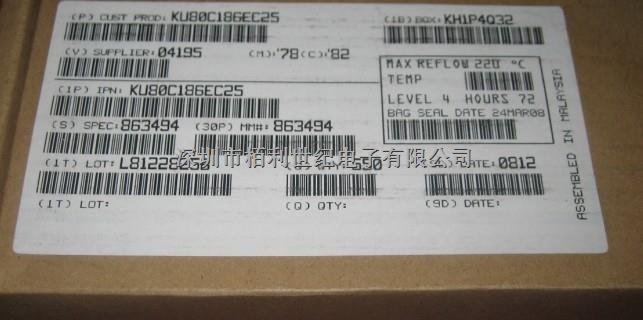 (P) CUST PROD: KU80C186EC25
(1B) BOX: KH1P4Q32
(V) SUPPLIER: 04195 (M):'78(C):'82
MAX REFLOW 220 °C
TEMP
LEVEL 4 HOURS 72
BAG SEAL DATE 24MAR08
(1P) IPN: KU80C186EC25
(S) SPEC: 863494 (30P) MM#: 863494
(1T) LOT: QTY: DATE: 0812
深圳市柏利世纪电子有限公司
(1T) LOT: (Q) QTY: (9D) DATE:
ASSEMBLED IN MALAYSIA